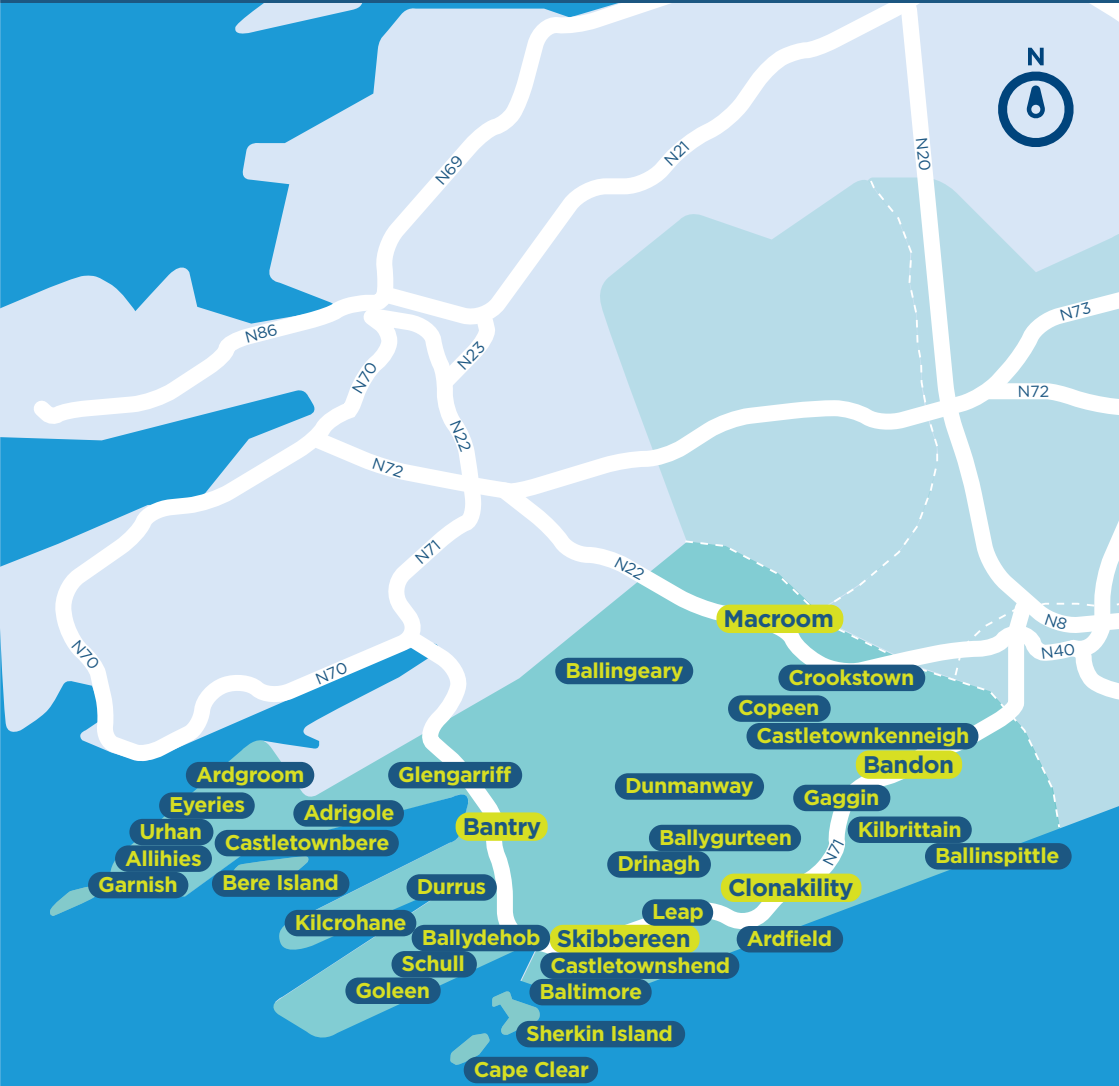 N
N20
N69
N21
N73
N86
N23
N70
N72
N22
N72
N71
N22
Macroom
N8
N40
N70
N70
Ballingeary
Crookstown
Copeen
Castletownkenneigh
Bandon
Ardgroom
Glengarriff
Dunmanway
Gaggin
Eyeries
Adrigole
Bantry
Kilbrittain
Urhan
Castletownbere
Ballygurteen
N71
Ballinspittle
Allihies
Drinagh
Garnish
Bere Island
Durrus
Clonakility
Leap
Kilcrohane
Ballydehob
Skibbereen
Ardfield
Schull
Castletownshend
Goleen
Baltimore
Sherkin Island
Cape Clear